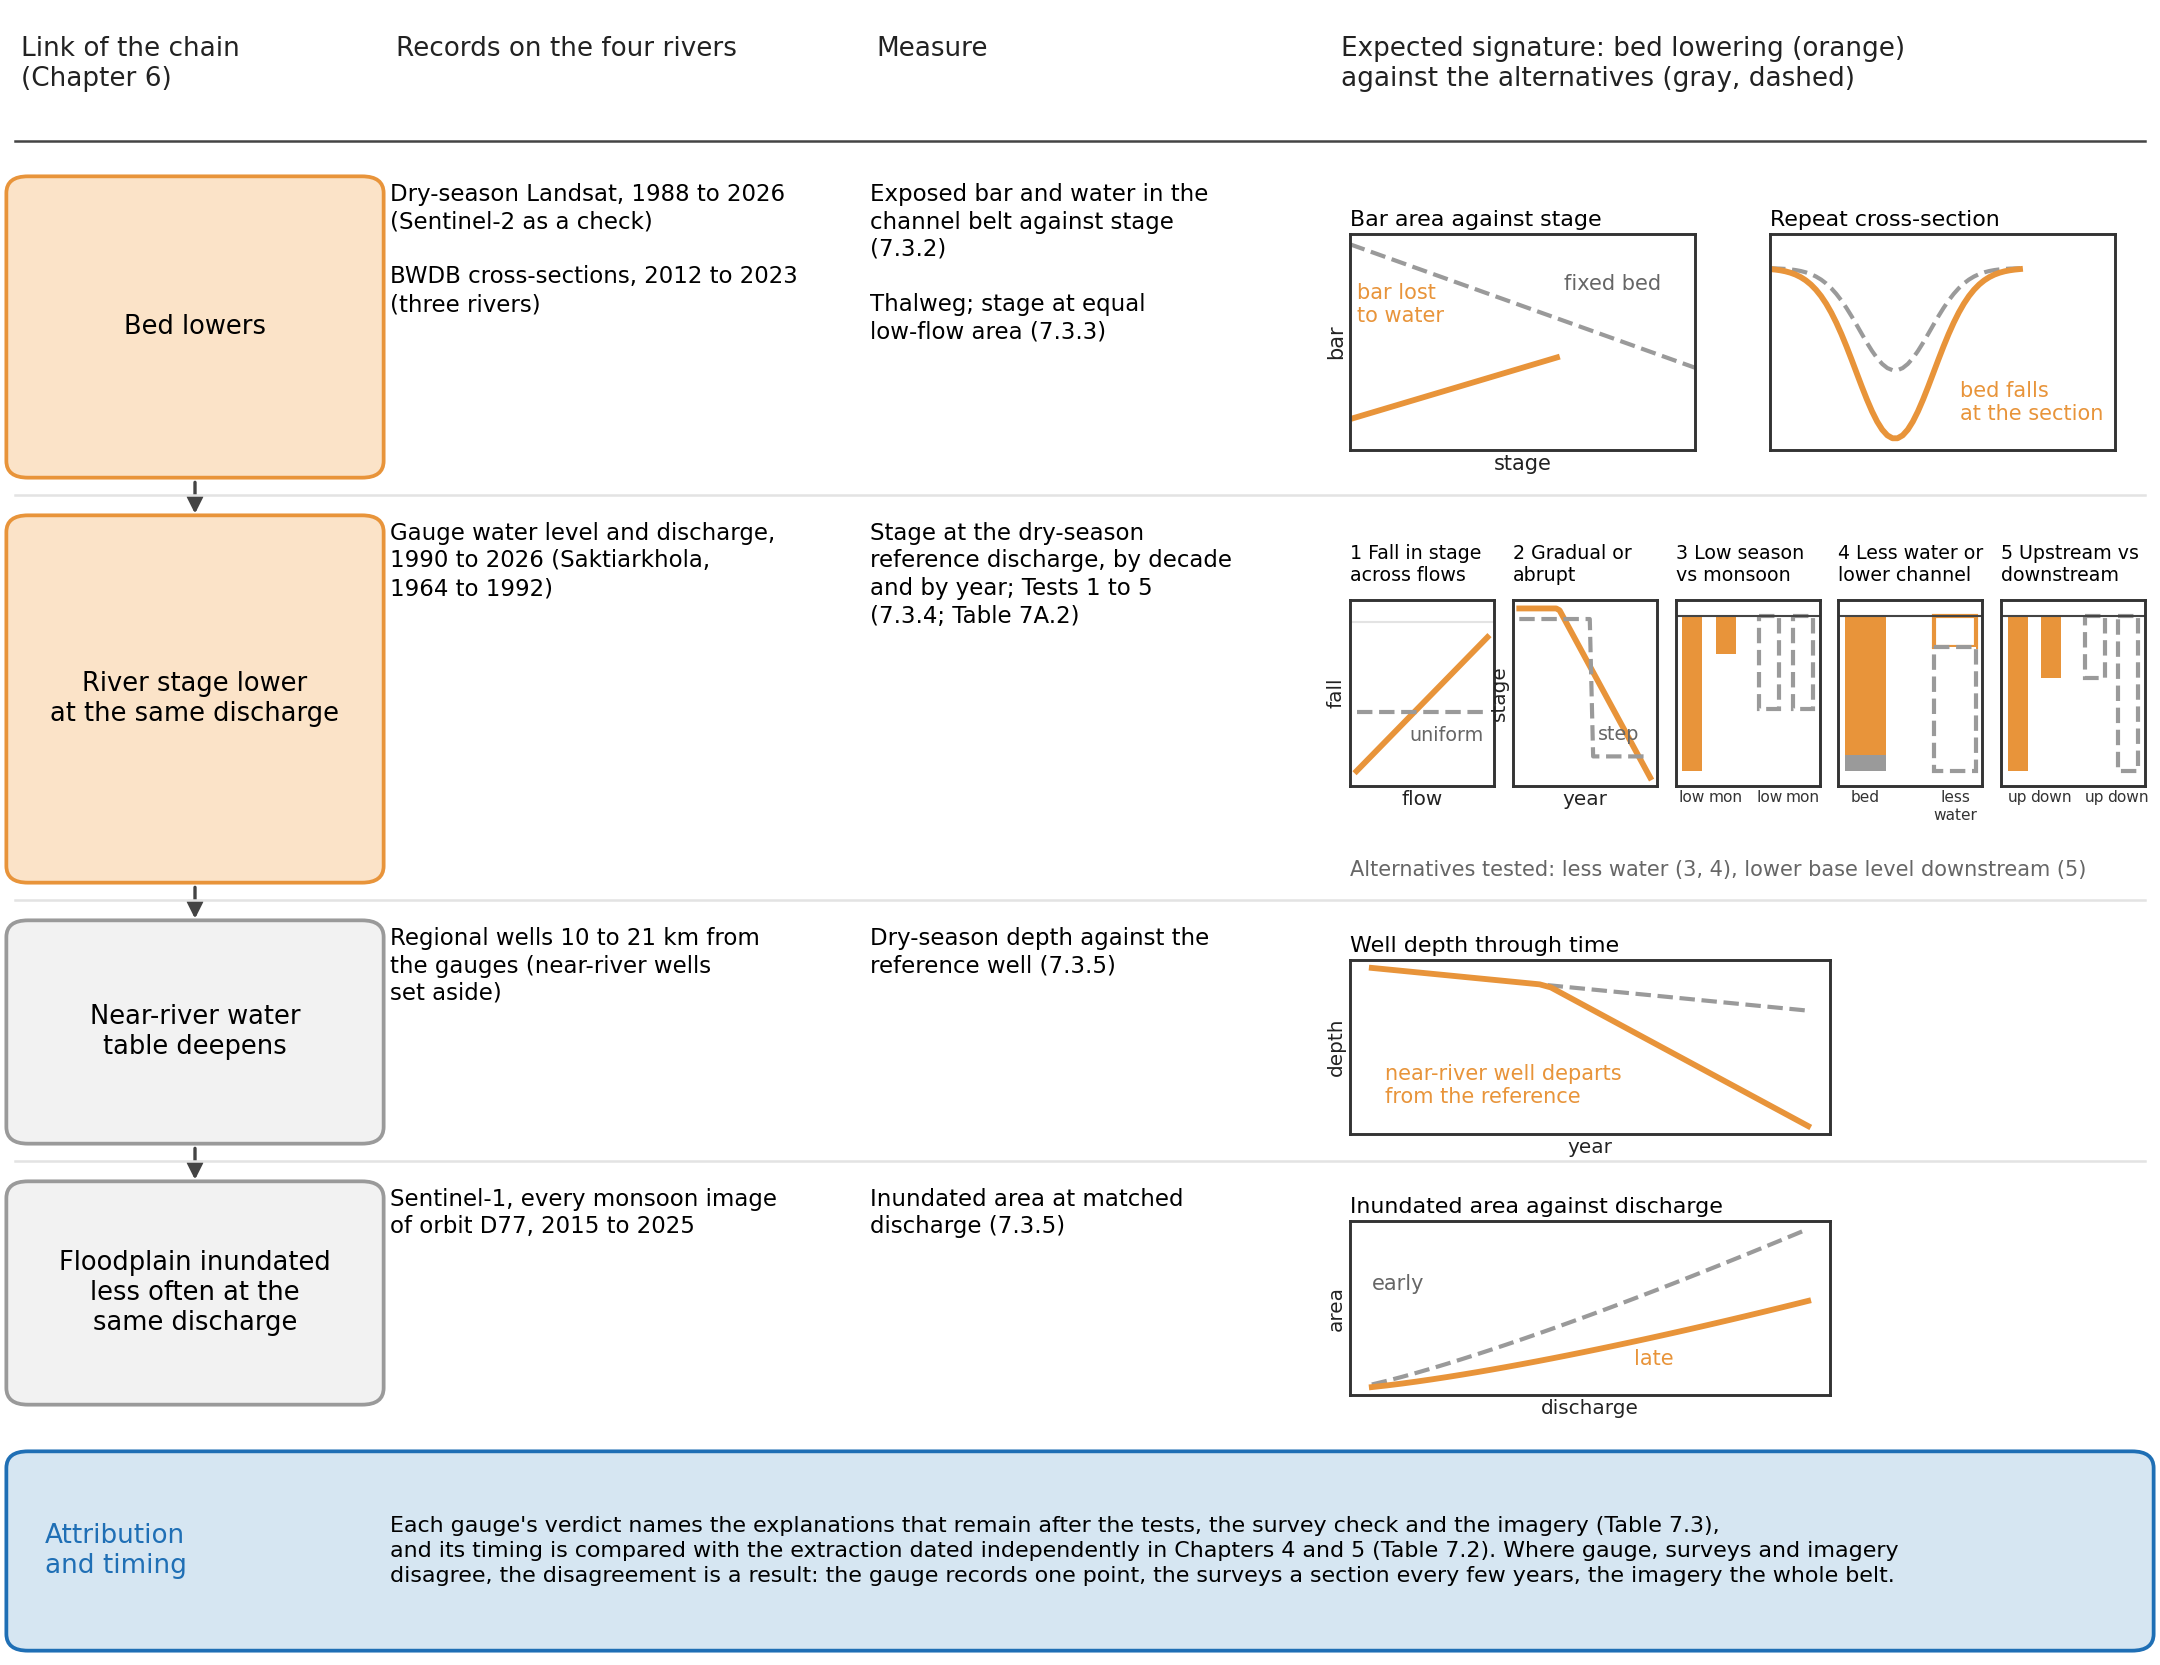 Link of the chain
(Chapter 6)
Records on the four rivers
Measure
Expected signature: bed lowering (orange)
against the alternatives (gray, dashed)
Bed lowers
Dry-season Landsat, 1988 to 2026
(Sentinel-2 as a check)
BWDB cross-sections, 2012 to 2023
(three rivers)
Exposed bar and water in the
channel belt against stage
(7.3.2)
Thalweg; stage at equal
low-flow area (7.3.3)
Bar area against stage
bar
fixed bed
bar lost
to water
stage
Repeat cross-section
bed falls
at the section
River stage lower
at the same discharge
Gauge water level and discharge,
1990 to 2026 (Saktiarkhola,
1964 to 1992)
Stage at the dry-season
reference discharge, by decade
and by year; Tests 1 to 5
(7.3.4; Table 7A.2)
1 Fall in stage
across flows
fall
uniform
flow
2 Gradual or
abrupt
stage
step
year
3 Low season
vs monsoon
low mon low mon
4 Less water or
lower channel
bed less
water
5 Upstream vs
downstream
up down up down
Alternatives tested: less water (3, 4), lower base level downstream (5)
Near-river water
table deepens
Regional wells 10 to 21 km from
the gauges (near-river wells
set aside)
Dry-season depth against the
reference well (7.3.5)
Well depth through time
depth
near-river well departs
from the reference
year
Floodplain inundated
less often at the
same discharge
Sentinel-1, every monsoon image
of orbit D77, 2015 to 2025
Inundated area at matched
discharge (7.3.5)
Inundated area against discharge
area
early
late
discharge
Attribution
and timing
Each gauge's verdict names the explanations that remain after the tests, the survey check and the imagery (Table 7.3),
and its timing is compared with the extraction dated independently in Chapters 4 and 5 (Table 7.2). Where gauge, surveys and imagery
disagree, the disagreement is a result: the gauge records one point, the surveys a section every few years, the imagery the whole belt.